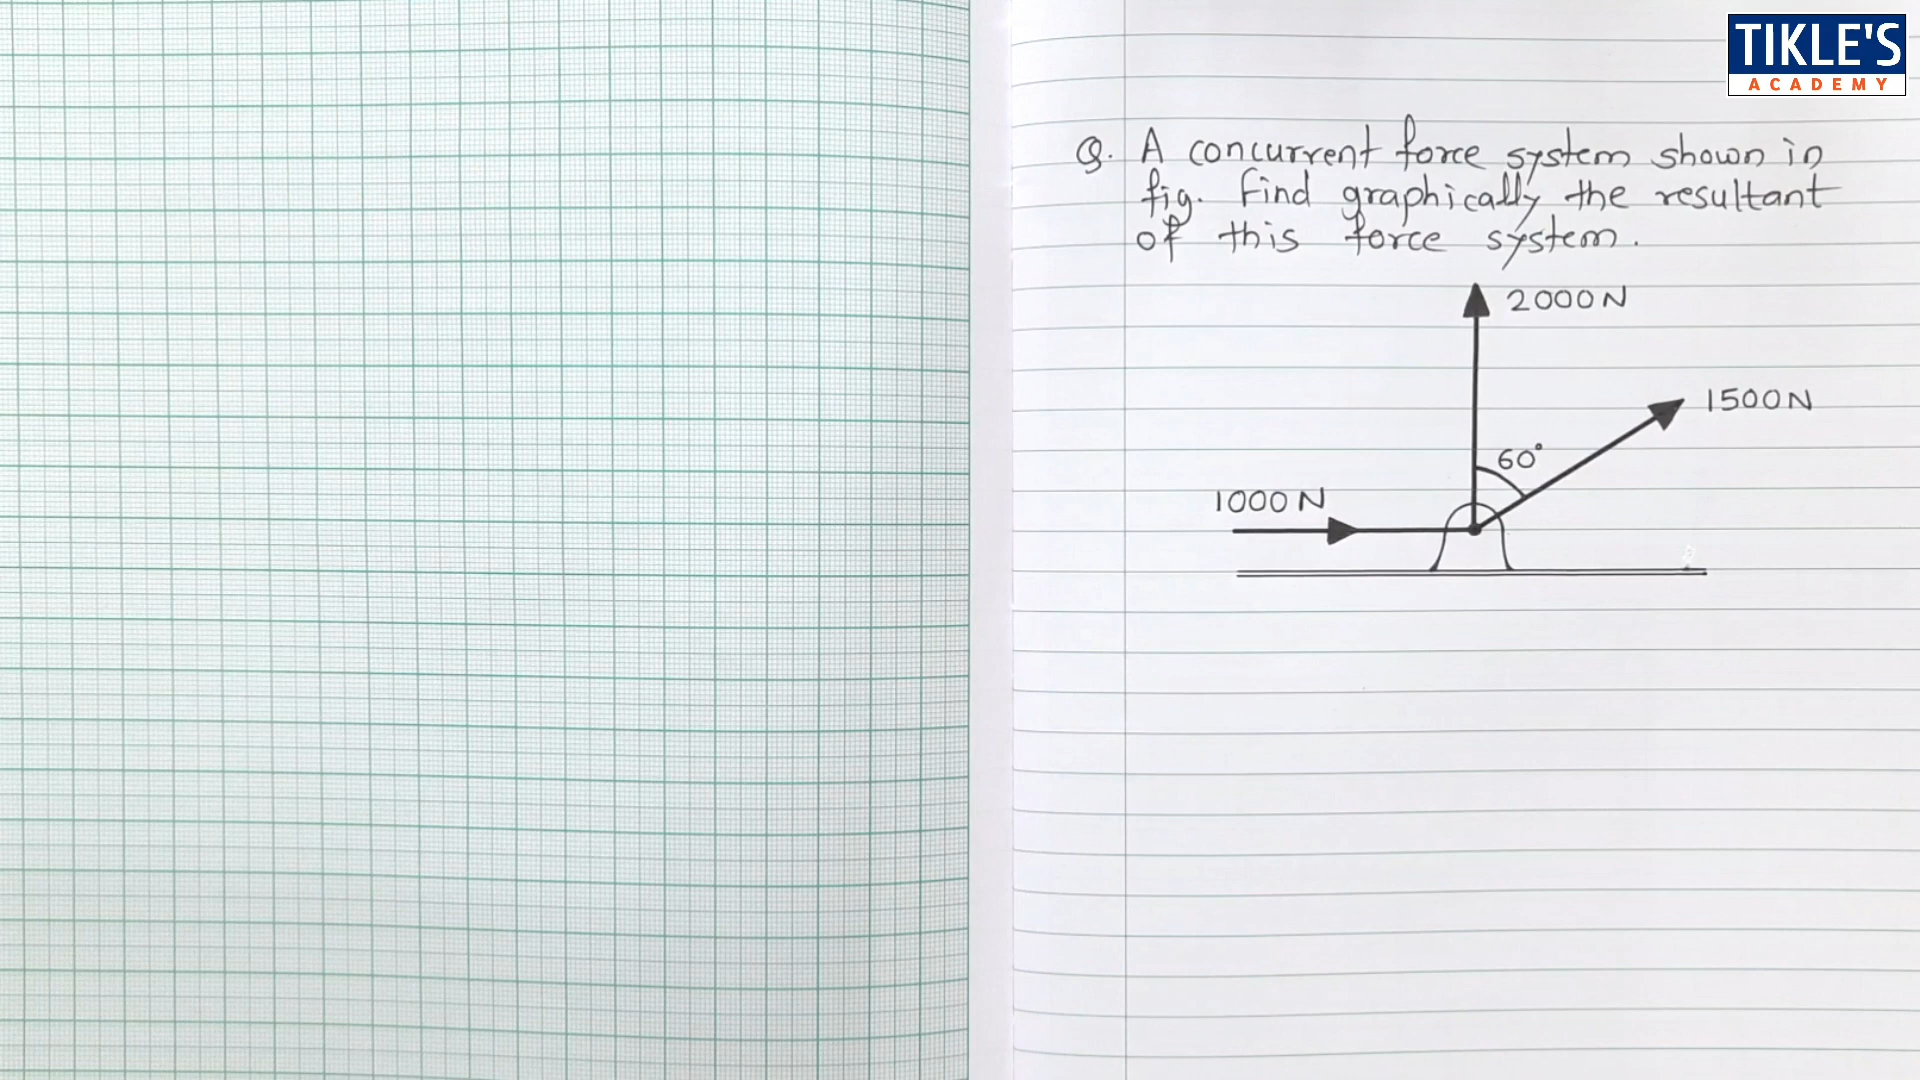 TIKLE'S
ACADEMY
Q. A concurrent force system shown in
fig. Find graphically the resultant
of this force system.
2000 N
1500 N
60°
1000 N